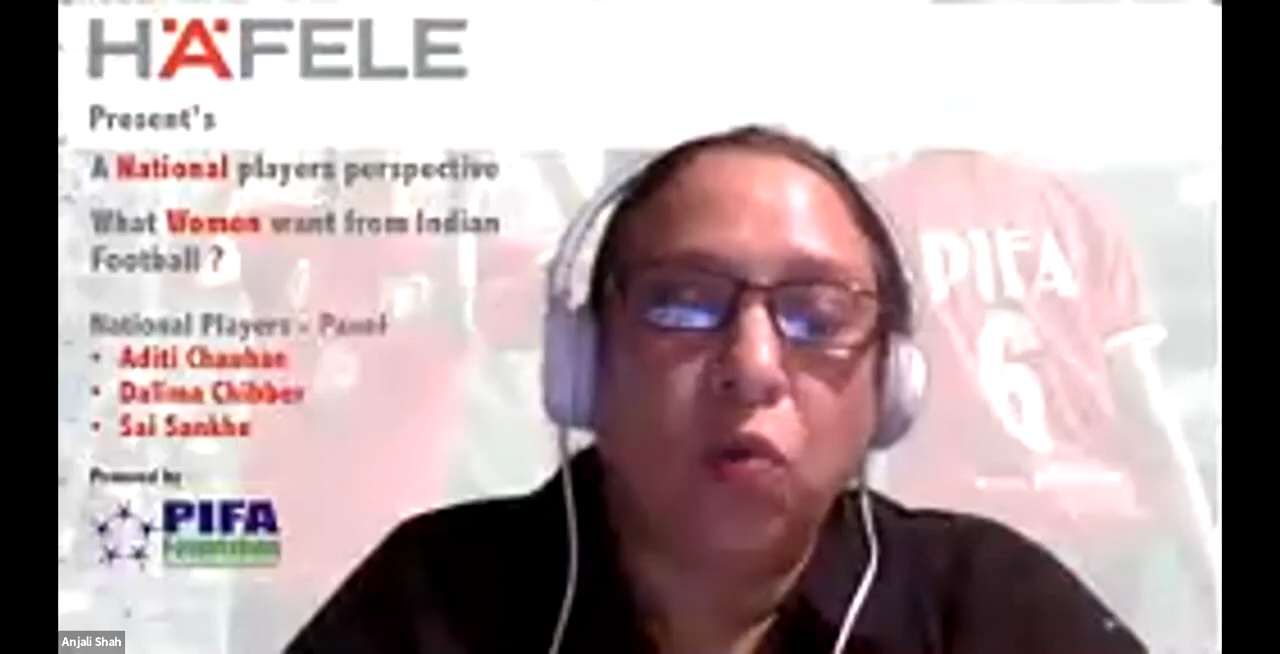 HÄFELE
Present's
A National players perspective
What Women want from Indian
Football ?
National Players - Panel
• Aditi Chauhan
• Dalima Chibber
• Sai Sankhe
Powered by
PIFA
PIFA
6
Anjali Shah